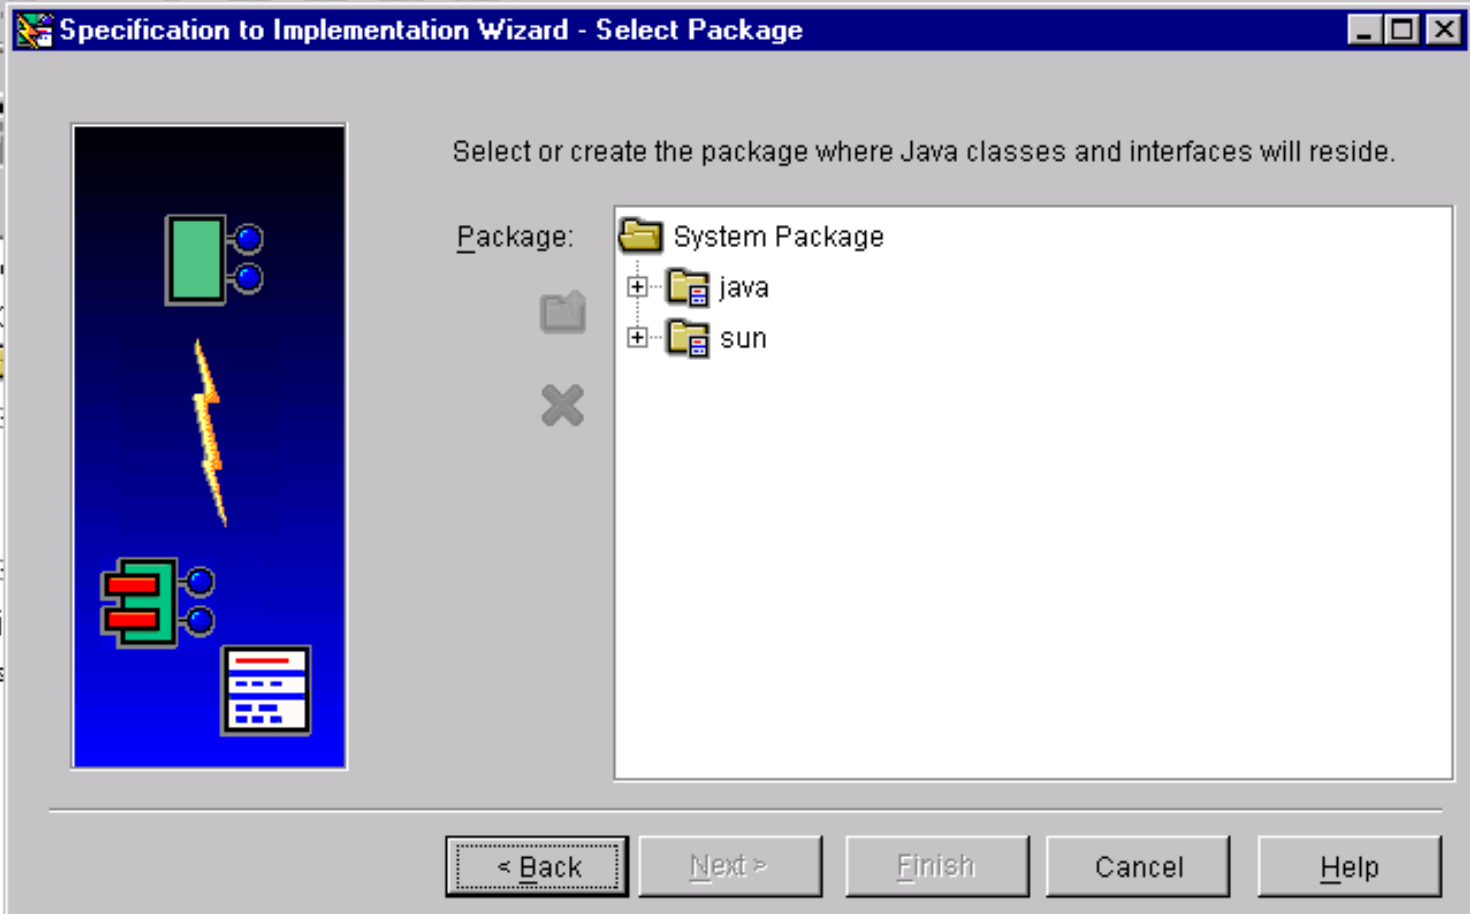 Specification to Implementation Wizard - Select Package
Select or create the package where Java classes and interfaces will reside.
Package:
System Package
java
sun
< Back
Next >
Finish
Cancel
Help